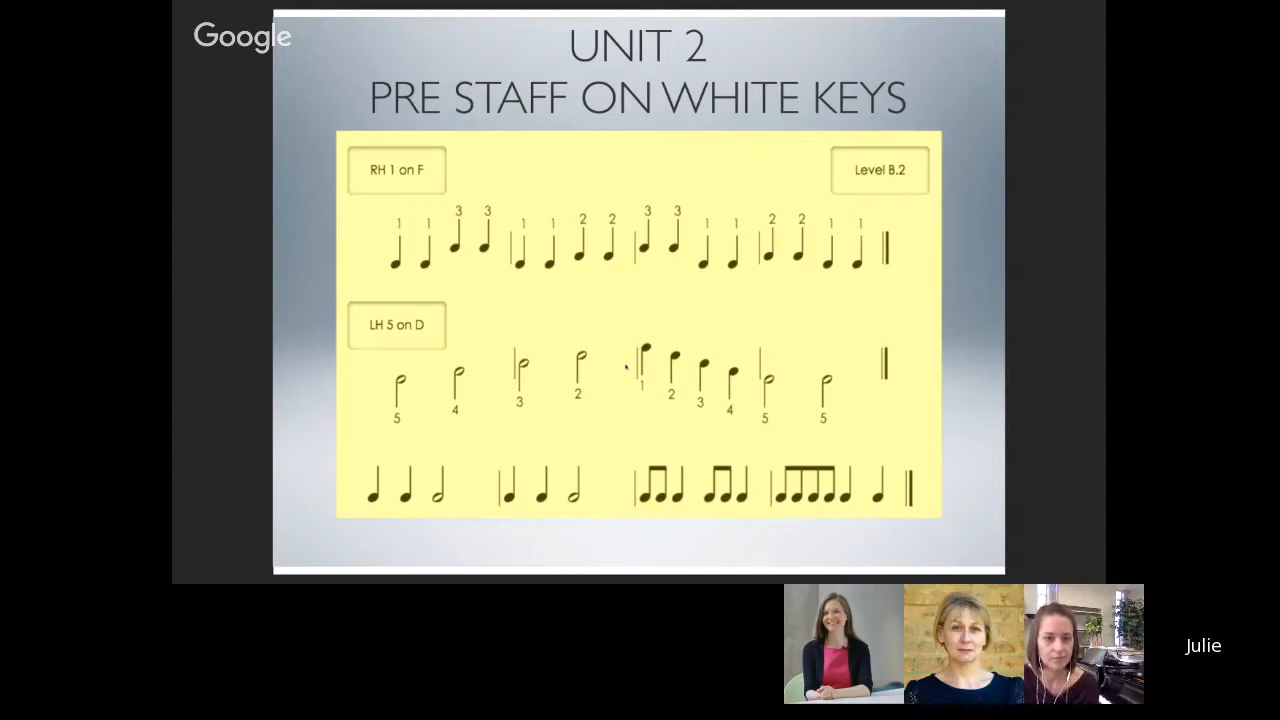 Google
UNIT 2
PRE STAFF ON WHITE KEYS
RH 1 on F
Level B.2
1 1 3 3 1 1 2 2 3 3 1 1 2 2 1 1
LH 5 on D
5 4 3 2 1 2 3 4 5 5
Julie